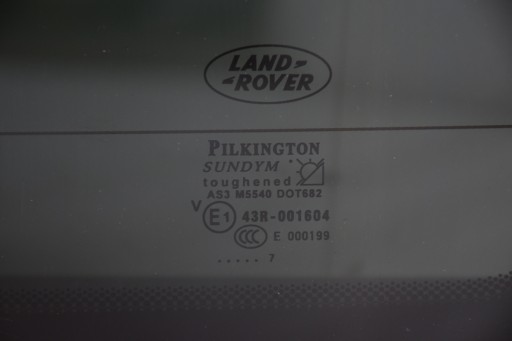 LAND-
-ROVER
PILKINGTON
SUNDYM
toughened
AS3 M5540 DOT682
V E1 43R-001604
CCC E 000199
..... 7